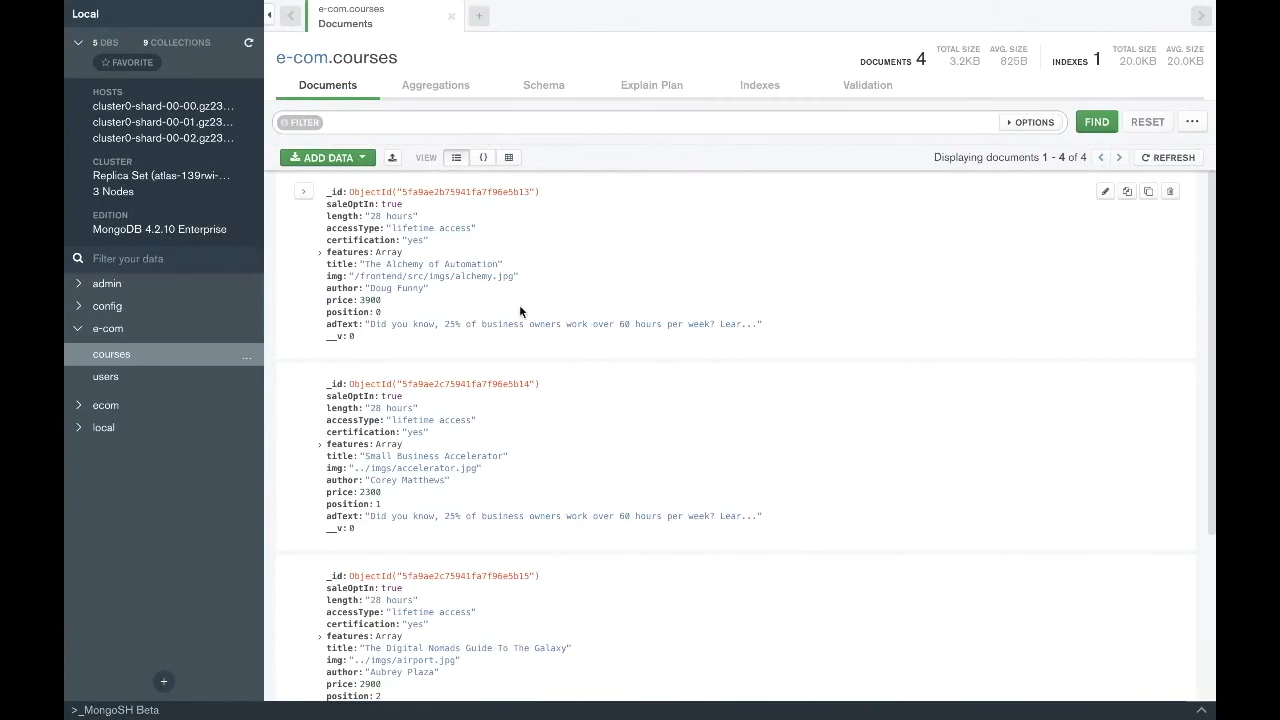 Local
5 DBS 9 COLLECTIONS
FAVORITE
HOSTS
cluster0-shard-00-00.gz23...
cluster0-shard-00-01.gz23...
cluster0-shard-00-02.gz23...
CLUSTER
Replica Set (atlas-139rwi-...
3 Nodes
EDITION
MongoDB 4.2.10 Enterprise
Filter your data
admin
config
e-com
courses ...
users
ecom
local
>_MongoSH Beta
e-com.courses
Documents
e-com.courses
DOCUMENTS 4 TOTAL SIZE 3.2KB AVG. SIZE 825B
INDEXES 1 TOTAL SIZE 20.0KB AVG. SIZE 20.0KB
Documents Aggregations Schema Explain Plan Indexes Validation
FILTER OPTIONS FIND RESET ...
ADD DATA VIEW {} Displaying documents 1 - 4 of 4 REFRESH
_id: ObjectId("5fa9ae2b75941fa7f96e5b13")
saleOptIn: true
length: "28 hours"
accessType: "lifetime access"
certification: "yes"
features: Array
title: "The Alchemy of Automation"
img: "/frontend/src/imgs/alchemy.jpg"
author: "Doug Funny"
price: 3900
position: 0
adText: "Did you know, 25% of business owners work over 60 hours per week? Lear..."
__v: 0
_id: ObjectId("5fa9ae2c75941fa7f96e5b14")
saleOptIn: true
length: "28 hours"
accessType: "lifetime access"
certification: "yes"
features: Array
title: "Small Business Accelerator"
img: "../imgs/accelerator.jpg"
author: "Corey Matthews"
price: 2300
position: 1
adText: "Did you know, 25% of business owners work over 60 hours per week? Lear..."
__v: 0
_id: ObjectId("5fa9ae2c75941fa7f96e5b15")
saleOptIn: true
length: "28 hours"
accessType: "lifetime access"
certification: "yes"
features: Array
title: "The Digital Nomads Guide To The Galaxy"
img: "../imgs/airport.jpg"
author: "Aubrey Plaza"
price: 2900
position: 2